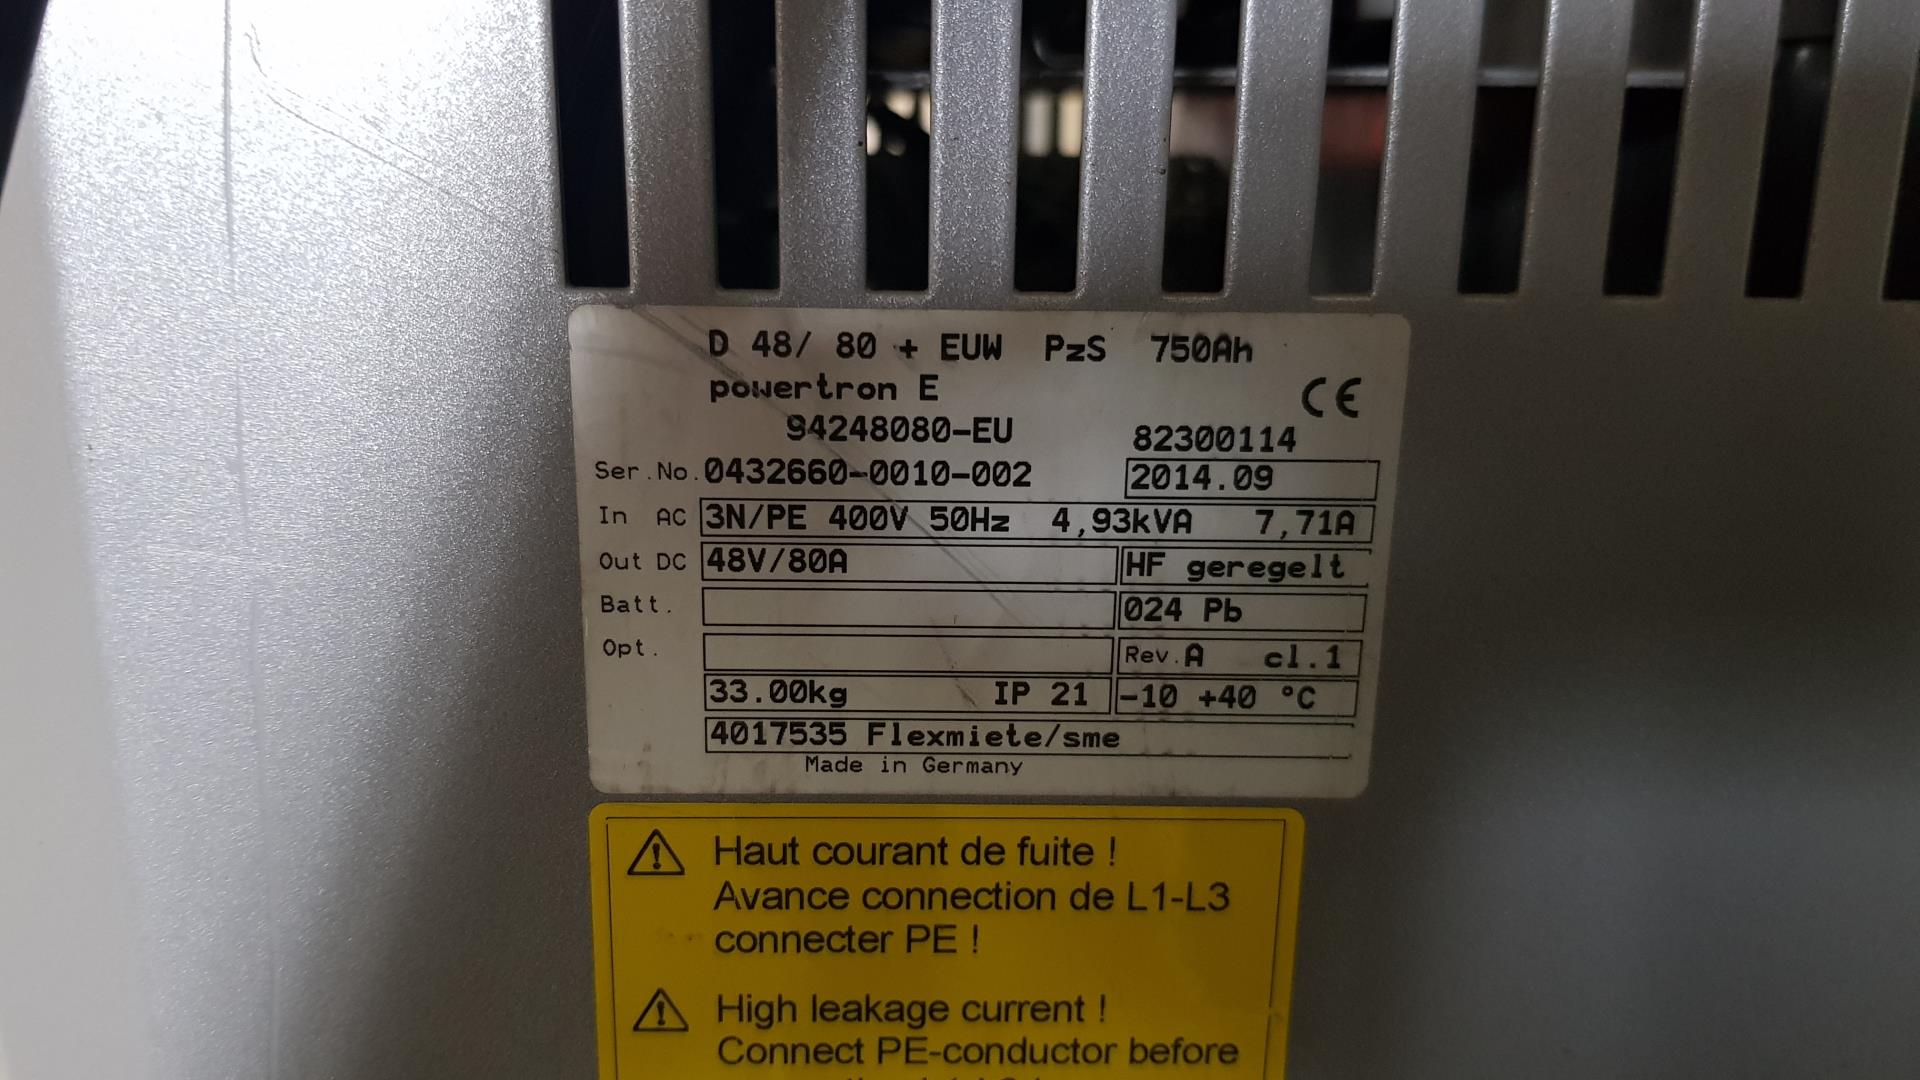 D 48/ 80 + EUW PzS 750Ah
powertron E
CE
94248080-EU 82300114
Ser.No. 0432660-0010-002 2014.09
In AC 3N/PE 400V 50Hz 4,93kVA 7,71A
Out DC 48V/80A HF geregelt
Batt. 024 Pb
Opt. Rev. A cl.1
33.00kg IP 21 -10 +40 °C
4017535 Flexmiete/sme
Made in Germany
Haut courant de fuite !
Avance connection de L1-L3
connecter PE !
High leakage current !
Connect PE-conductor before